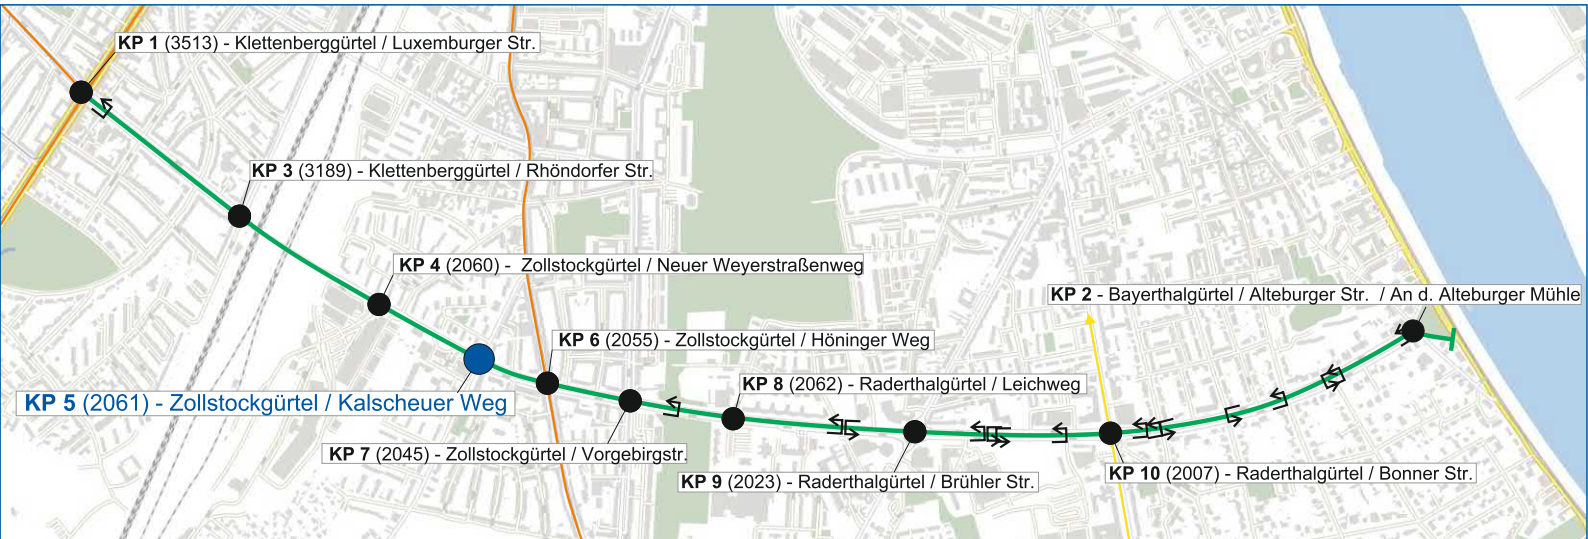 KP 1 (3513) - Klettenberggürtel / Luxemburger Str.
KP 3 (3189) - Klettenberggürtel / Rhöndorfer Str.
KP 4 (2060) - Zollstockgürtel / Neuer Weyerstraßenweg
KP 2 - Bayerthalgürtel / Alteburger Str. / An d. Alteburger Mühle
KP 6 (2055) - Zollstockgürtel / Höninger Weg
KP 8 (2062) - Raderthalgürtel / Leichweg
KP 5 (2061) - Zollstockgürtel / Kalscheuer Weg
KP 7 (2045) - Zollstockgürtel / Vorgebirgstr.
KP 9 (2023) - Raderthalgürtel / Brühler Str.
KP 10 (2007) - Raderthalgürtel / Bonner Str.